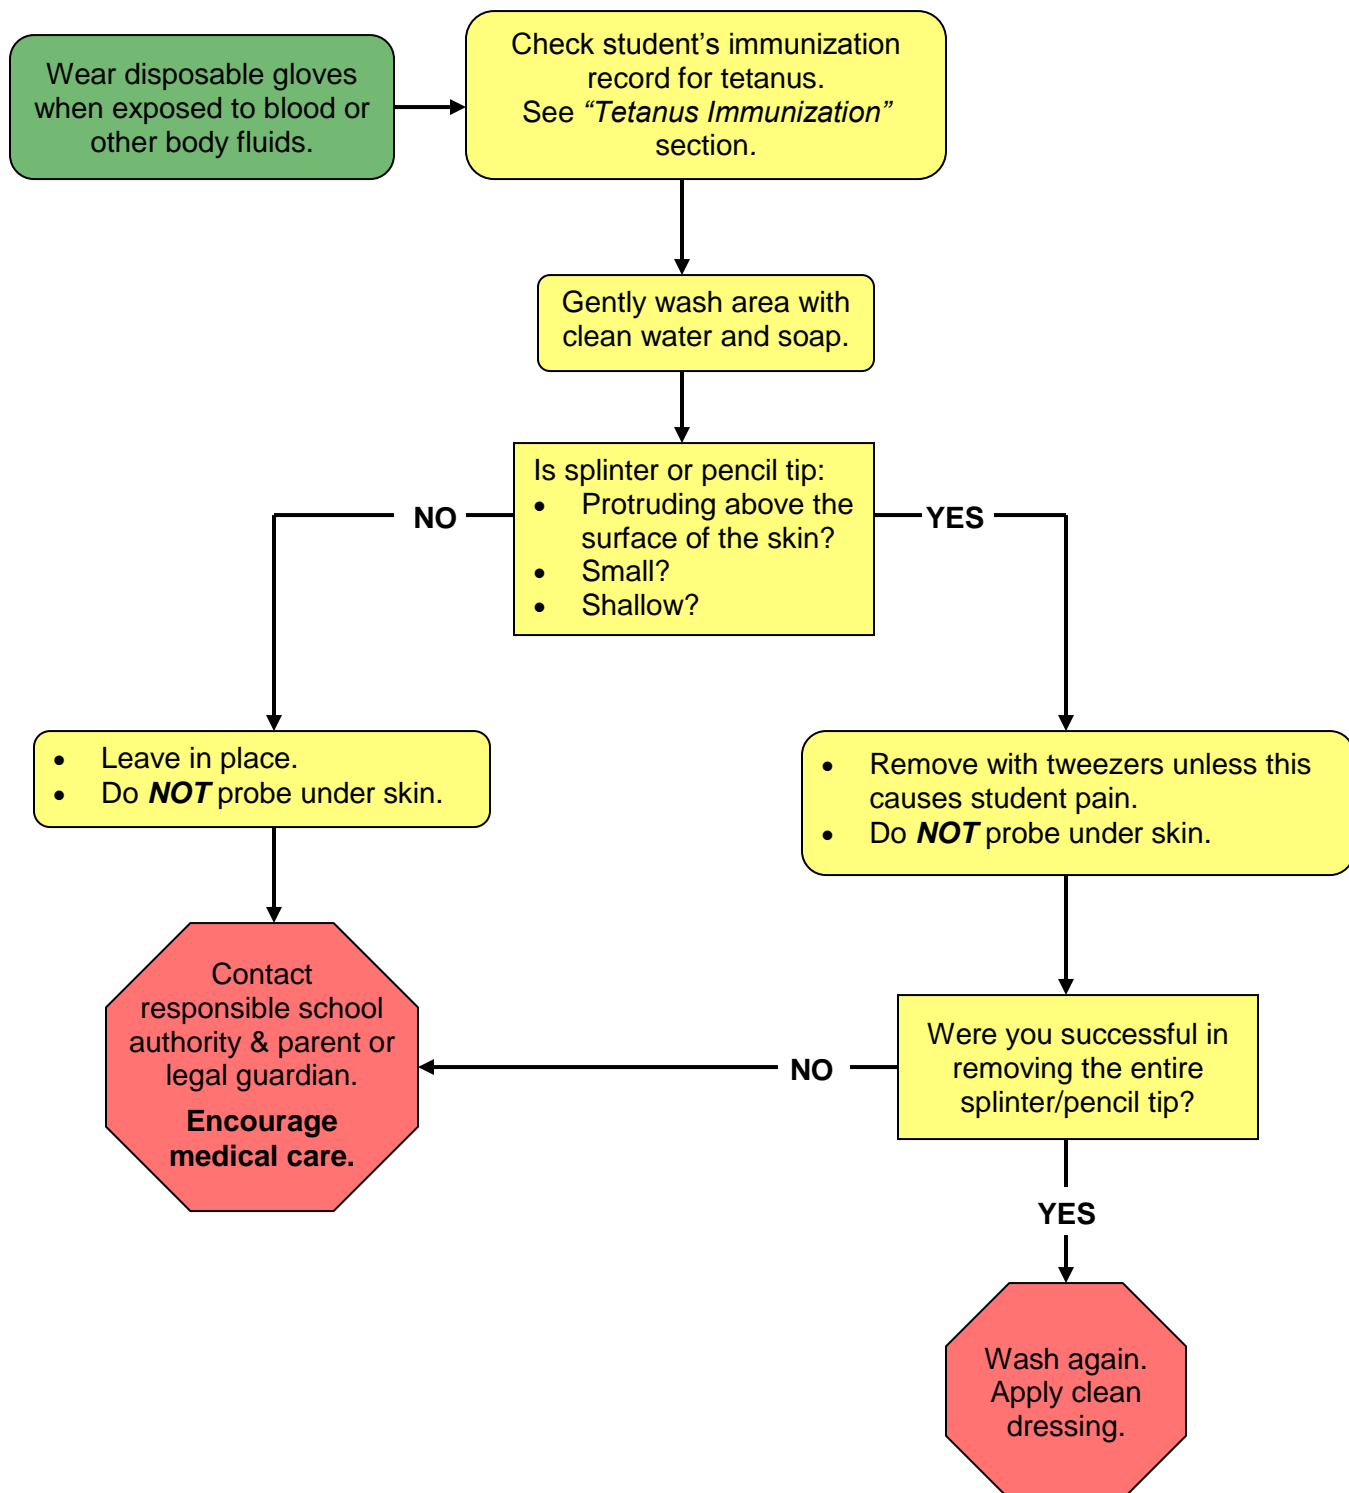 Wear disposable gloves
when exposed to blood or
other body fluids.
Check student’s immunization
record for tetanus.
See “Tetanus Immunization”
section.
Gently wash area with
clean water and soap.
Is splinter or pencil tip:
• Protruding above the
surface of the skin?
• Small?
• Shallow?
NO
YES
• Leave in place.
• Do NOT probe under skin.
• Remove with tweezers unless this
causes student pain.
• Do NOT probe under skin.
Contact
responsible school
authority & parent or
legal guardian.
Encourage
medical care.
NO
Were you successful in
removing the entire
splinter/pencil tip?
YES
Wash again.
Apply clean
dressing.